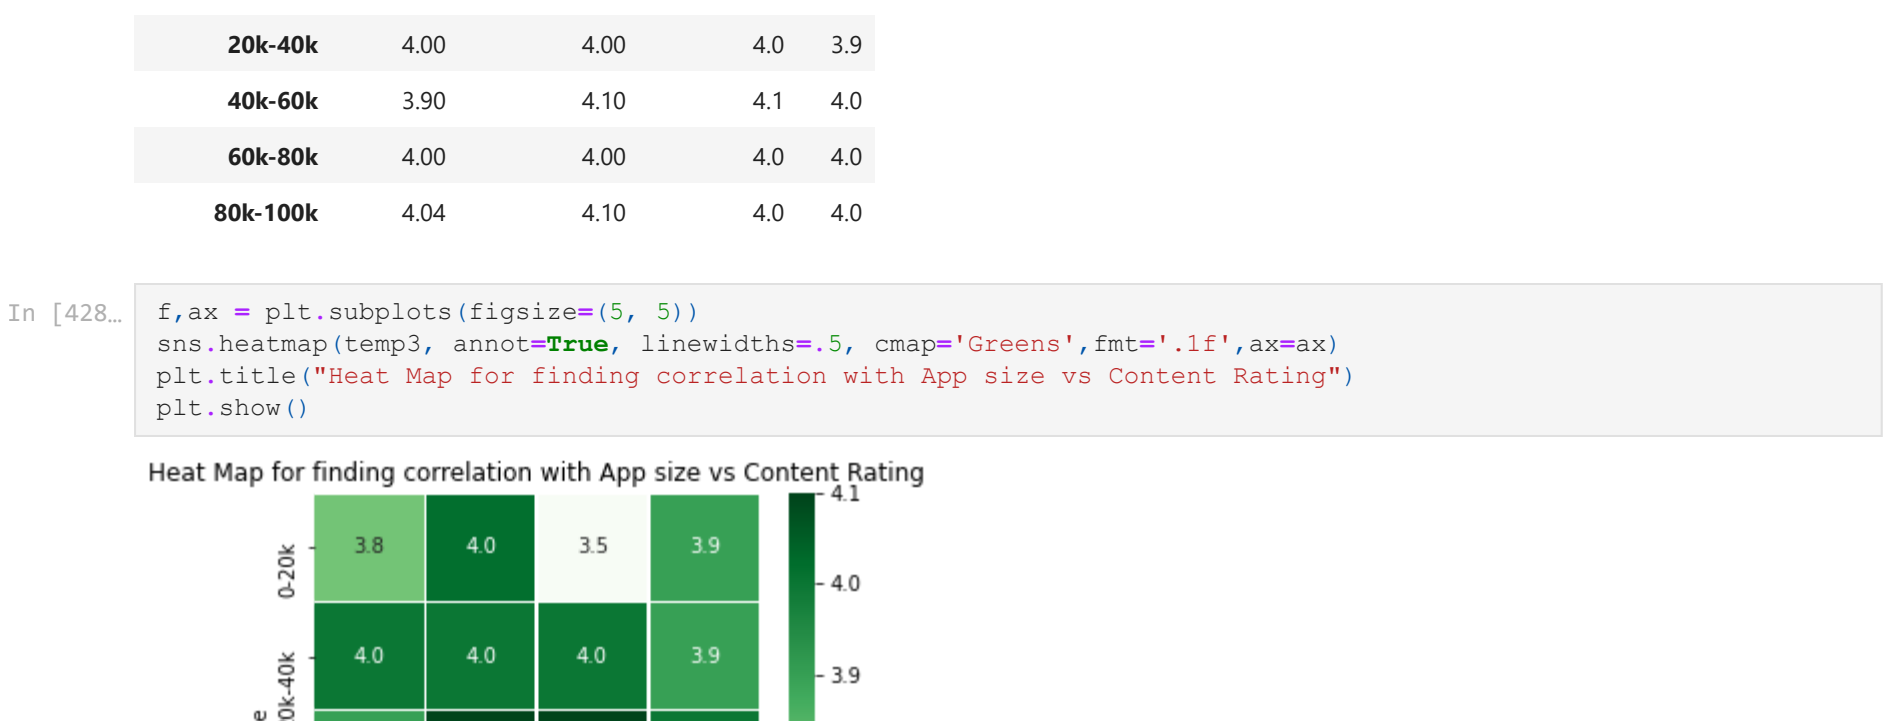 20k-40k 4.00 4.00 4.0 3.9
40k-60k 3.90 4.10 4.1 4.0
60k-80k 4.00 4.00 4.0 4.0
80k-100k 4.04 4.10 4.0 4.0
In [428…
f,ax = plt.subplots(figsize=(5, 5))
sns.heatmap(temp3, annot=True, linewidths=.5, cmap='Greens',fmt='.1f',ax=ax)
plt.title("Heat Map for finding correlation with App size vs Content Rating")
plt.show()
Heat Map for finding correlation with App size vs Content Rating
4.1
0-20k 3.8 4.0 3.5 3.9
4.0
4.0 4.0 4.0 3.9
3.9